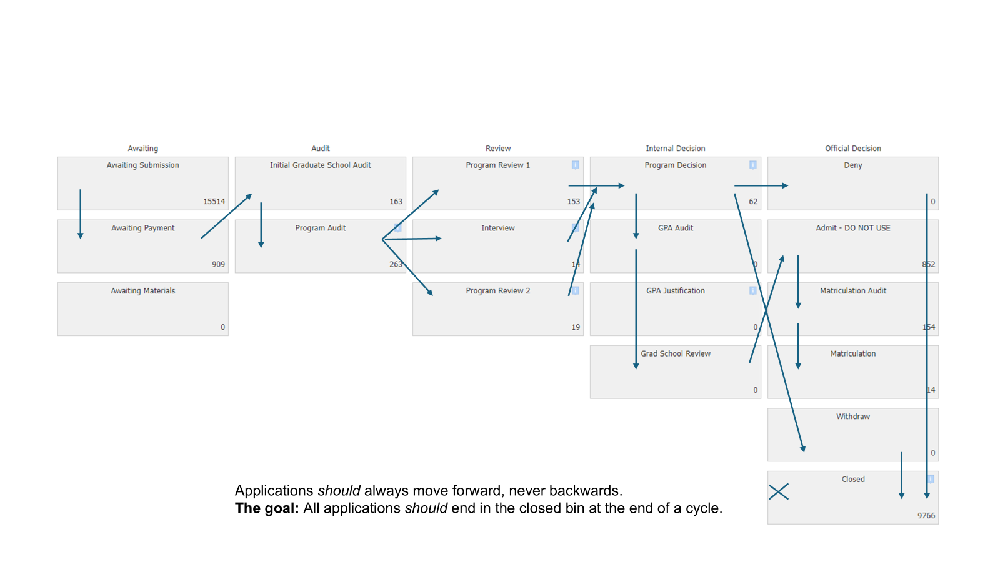 Awaiting
Audit
Review
Internal Decision
Official Decision
Awaiting Submission
15514
Initial Graduate School Audit
163
Program Review 1
153
Program Decision
62
Deny
0
Awaiting Payment
909
Program Audit
263
Interview
14
GPA Audit
0
Admit - DO NOT USE
852
Awaiting Materials
0
Program Review 2
19
GPA Justification
0
Matriculation Audit
154
Grad School Review
0
Matriculation
14
Withdraw
0
Closed
9766
Applications should always move forward, never backwards.
The goal: All applications should end in the closed bin at the end of a cycle.